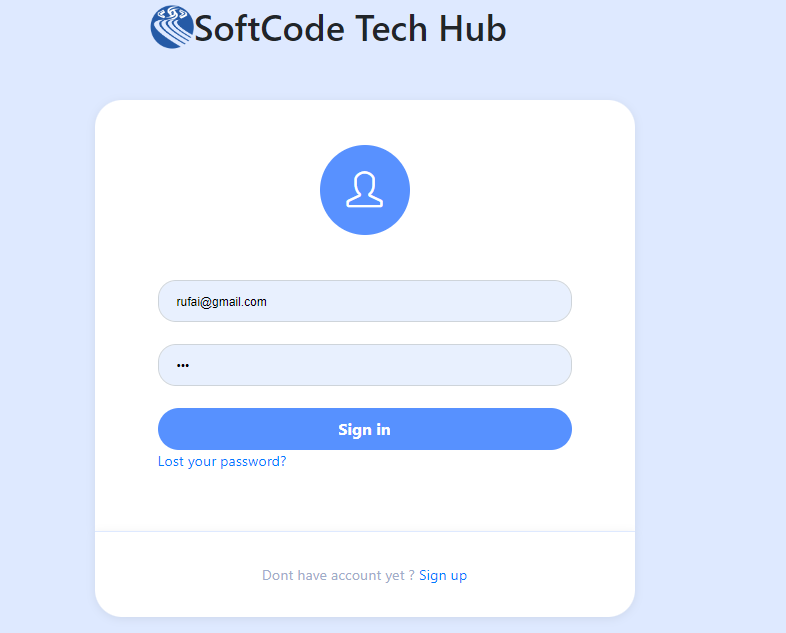 SoftCode Tech Hub
rufai@gmail.com
•••
Sign in
Lost your password?
Dont have account yet ? Sign up